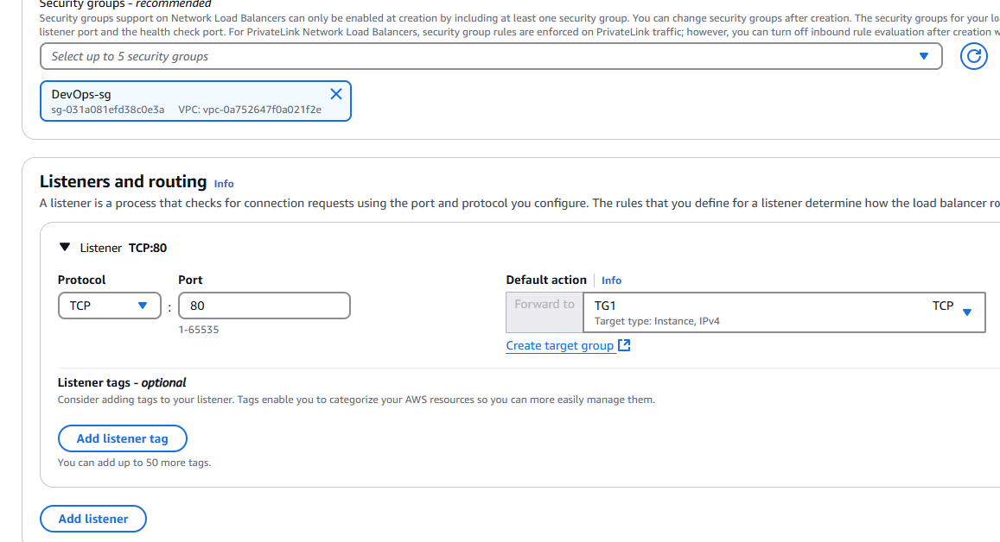 Security groups - recommended
Security groups support on Network Load Balancers can only be enabled at creation by including at least one security group. You can change security groups after creation. The security groups for your lo
listener port and the health check port. For PrivateLink Network Load Balancers, security group rules are enforced on PrivateLink traffic; however, you can turn off inbound rule evaluation after creation w
Select up to 5 security groups
DevOps-sg
sg-031a081efd38c0e3a VPC: vpc-0a752647f0a021f2e
Listeners and routing Info
A listener is a process that checks for connection requests using the port and protocol you configure. The rules that you define for a listener determine how the load balancer ro
Listener TCP:80
Protocol Port Default action Info
TCP : 80 Forward to TG1 TCP
Target type: Instance, IPv4
1-65535
Create target group
Listener tags - optional
Consider adding tags to your listener. Tags enable you to categorize your AWS resources so you can more easily manage them.
Add listener tag
You can add up to 50 more tags.
Add listener